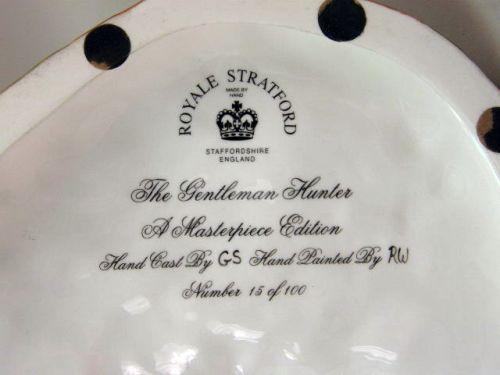 ROYALE STRATFORD
MADE BY
HAND
STAFFORDSHIRE
ENGLAND
The Gentleman Hunter
A Masterpiece Edition
Hand Cast By GS Hand Painted By RW
Number 15 of 100